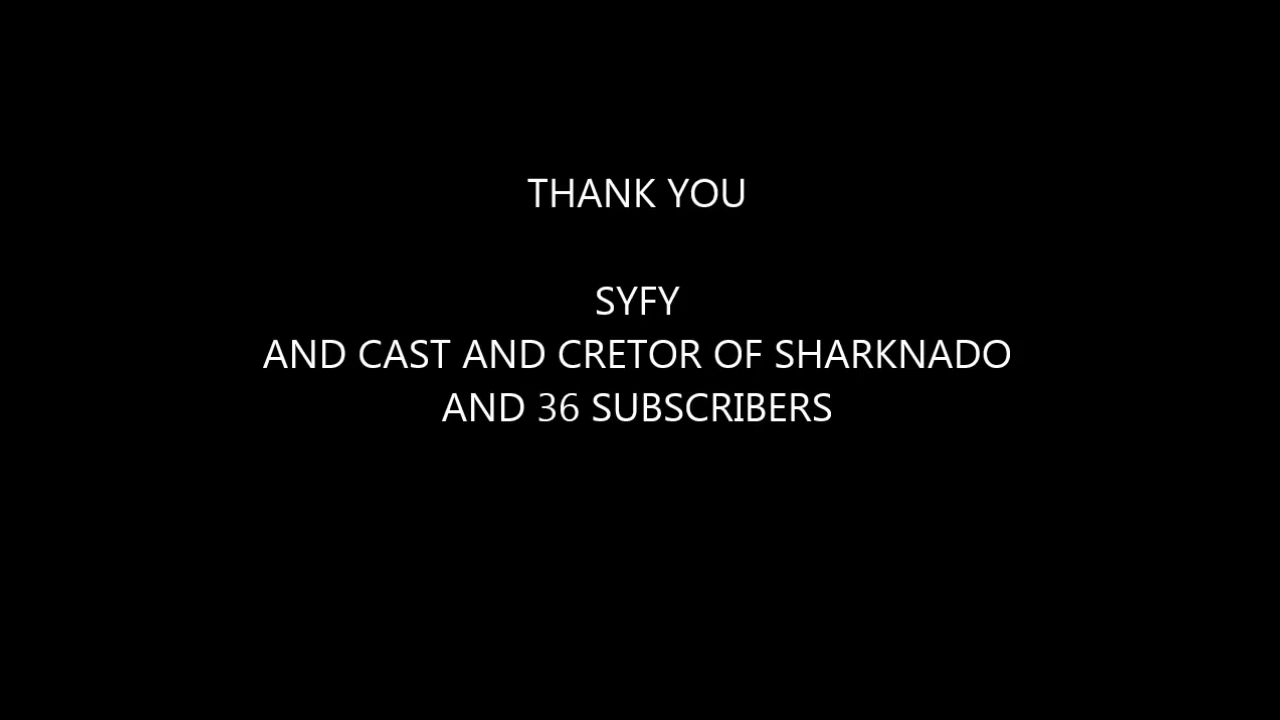 THANK YOU
SYFY
AND CAST AND CRETOR OF SHARKNADO
AND 36 SUBSCRIBERS